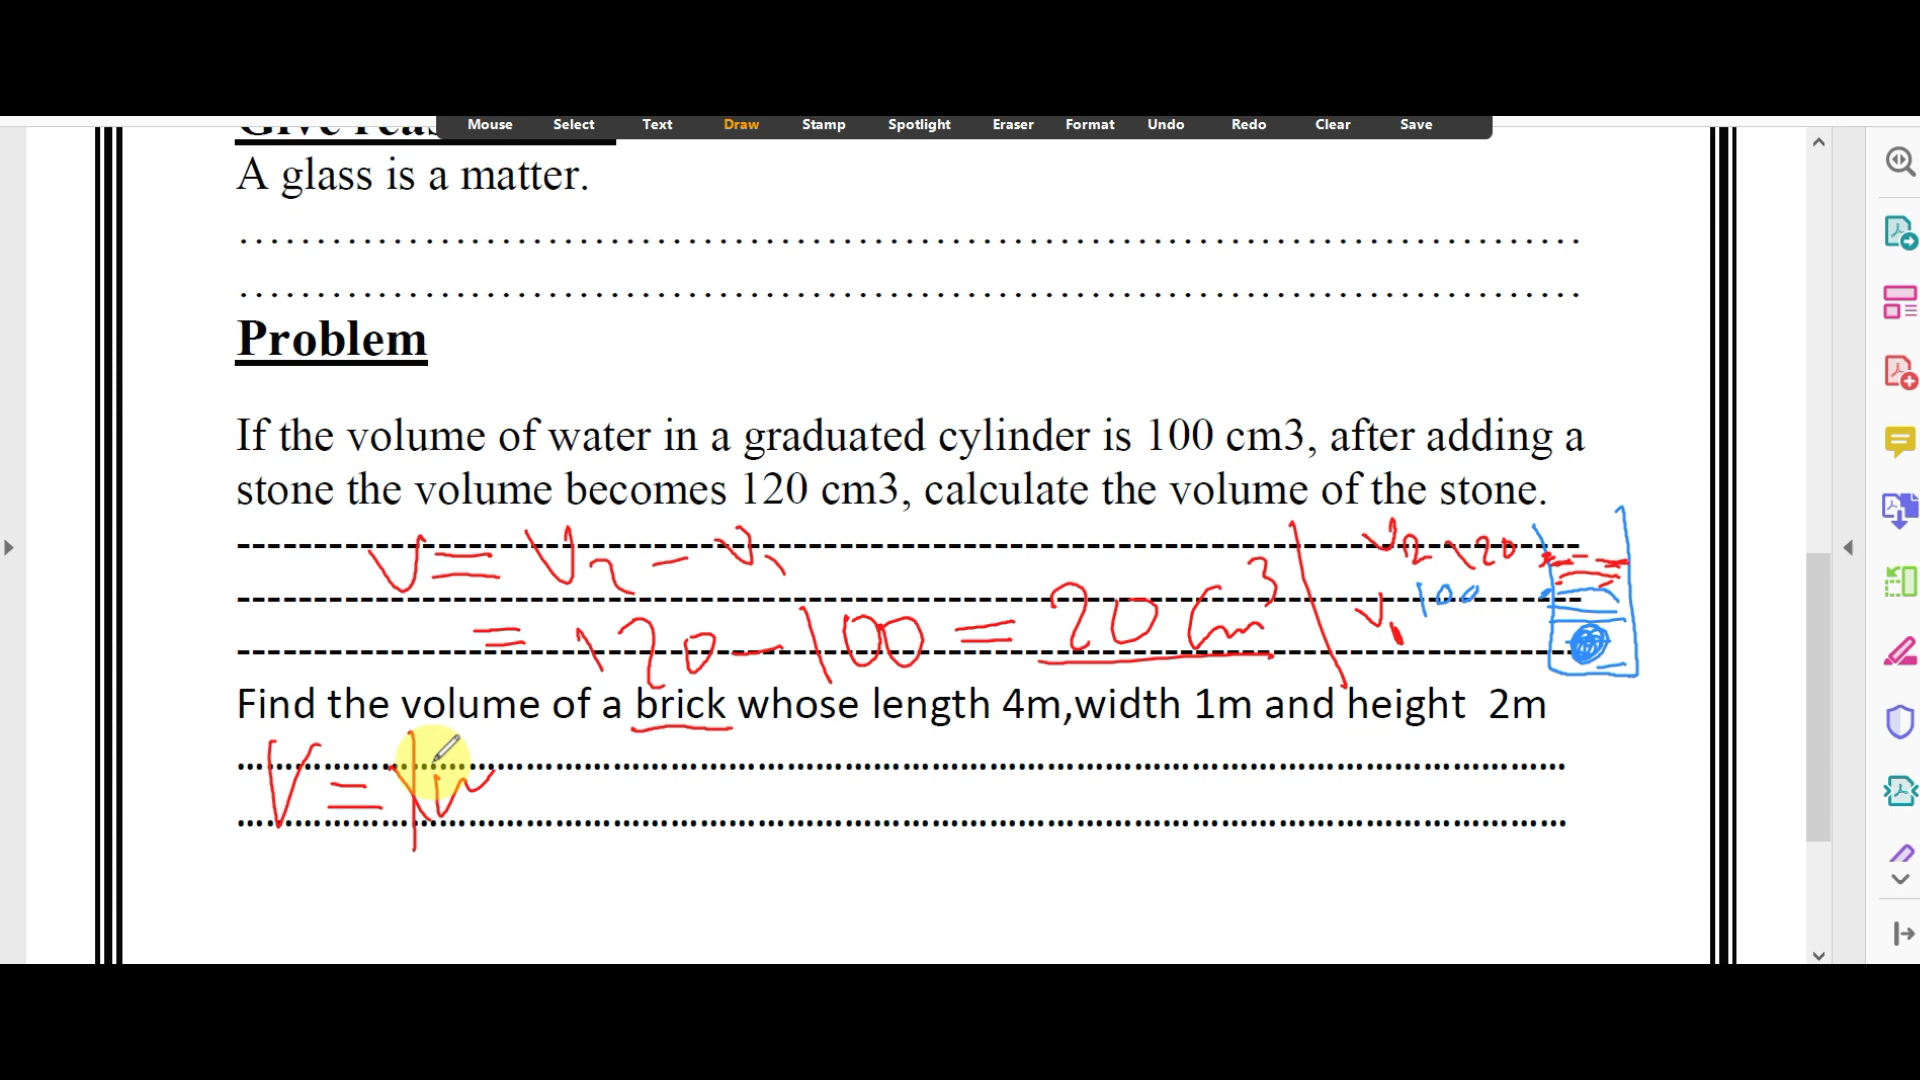 Mouse Select Text Draw Stamp Spotlight Eraser Format Undo Redo Clear Save
A glass is a matter.
Problem
If the volume of water in a graduated cylinder is 100 cm3, after adding a
stone the volume becomes 120 cm3, calculate the volume of the stone.
V = V2 - V1
V2 120
= 120 - 100 = 20 Cm3
V1 100
Find the volume of a brick whose length 4m,width 1m and height 2m
V =